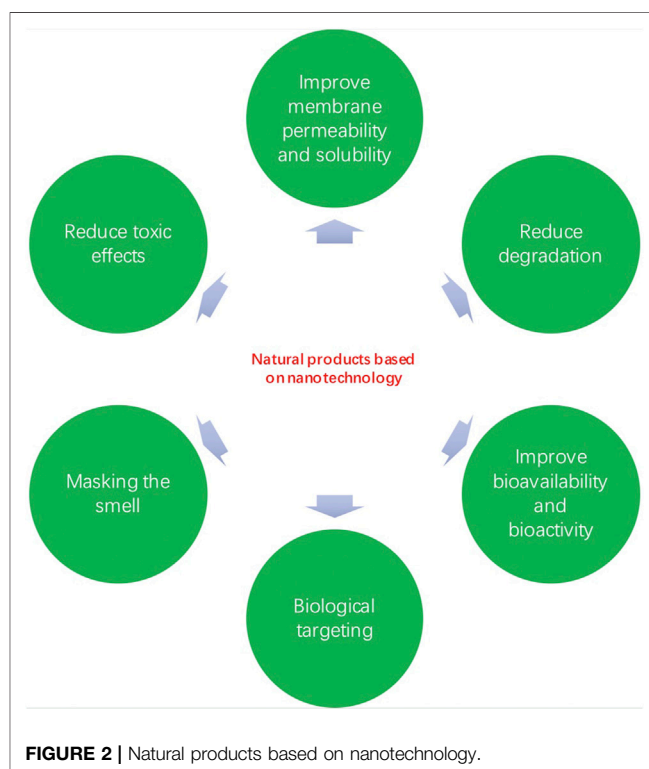 Improve
membrane
permeability
and solubility
Reduce toxic
effects
Reduce
degradation
Natural products based
on nanotechnology
Masking the
smell
Improve
bioavailability
and
bioactivity
Biological
targeting
FIGURE 2 | Natural products based on nanotechnology.